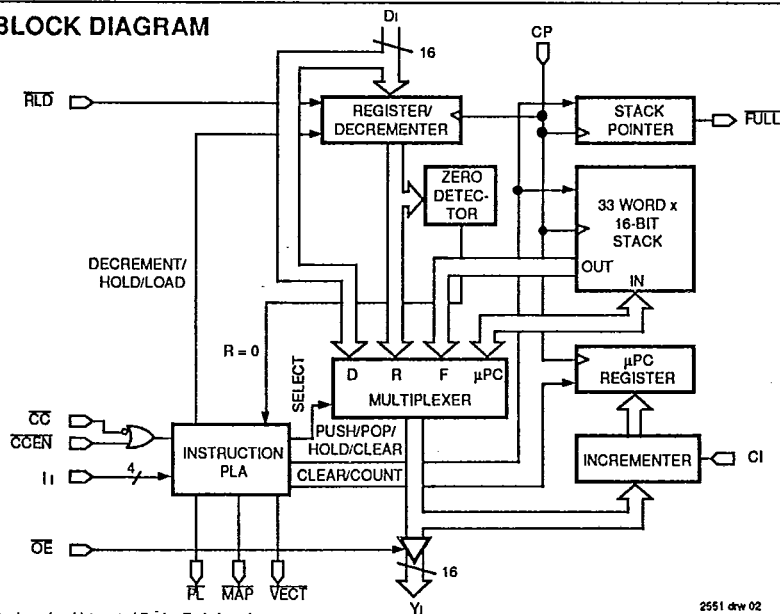 BLOCK DIAGRAM
DI
16
CP
RLD
REGISTER/
DECREMENTER
STACK
POINTER
FULL
ZERO
DETEC-
TOR
33 WORD x
16-BIT
STACK
OUT
IN
DECREMENT/
HOLD/LOAD
R = 0
SELECT
D R F µPC
MULTIPLEXER
µPC
REGISTER
CC
CCEN
II
4
INSTRUCTION
PLA
PUSH/POP/
HOLD/CLEAR
CLEAR/COUNT
INCREMENTER
CI
OE
16
PL MAP VECT
YI
2551 drw 02